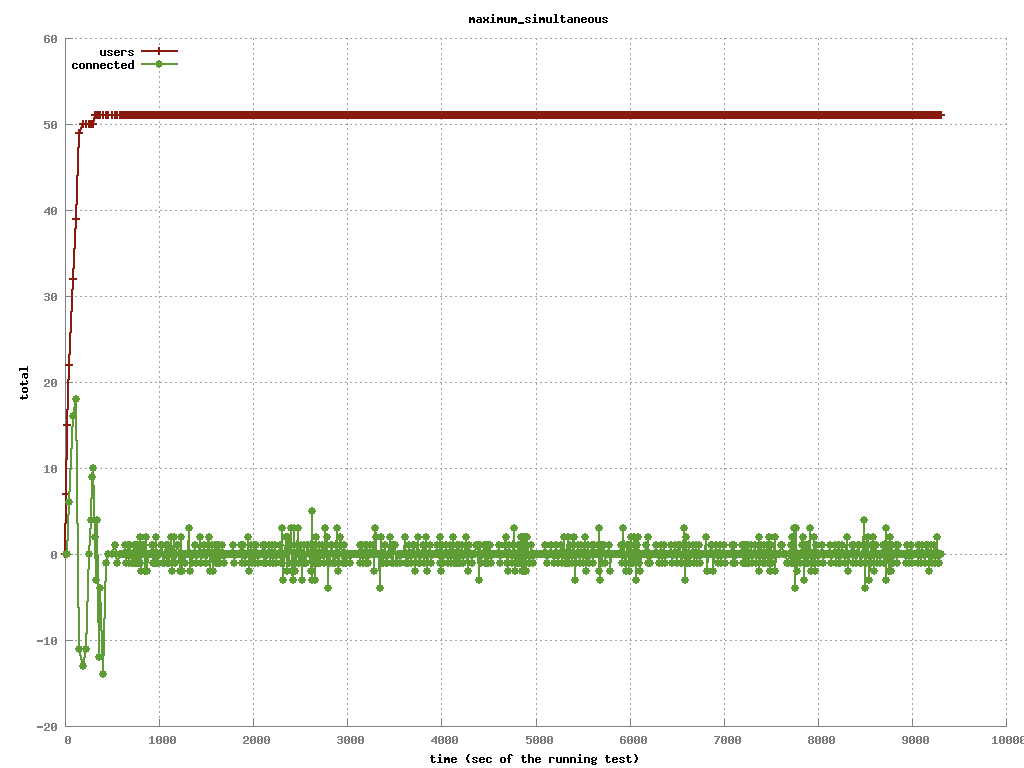 maximum_simultaneous
users
connected
60
50
40
30
20
10
0
-10
-20
total
0 1000 2000 3000 4000 5000 6000 7000 8000 9000 10000
time (sec of the running test)